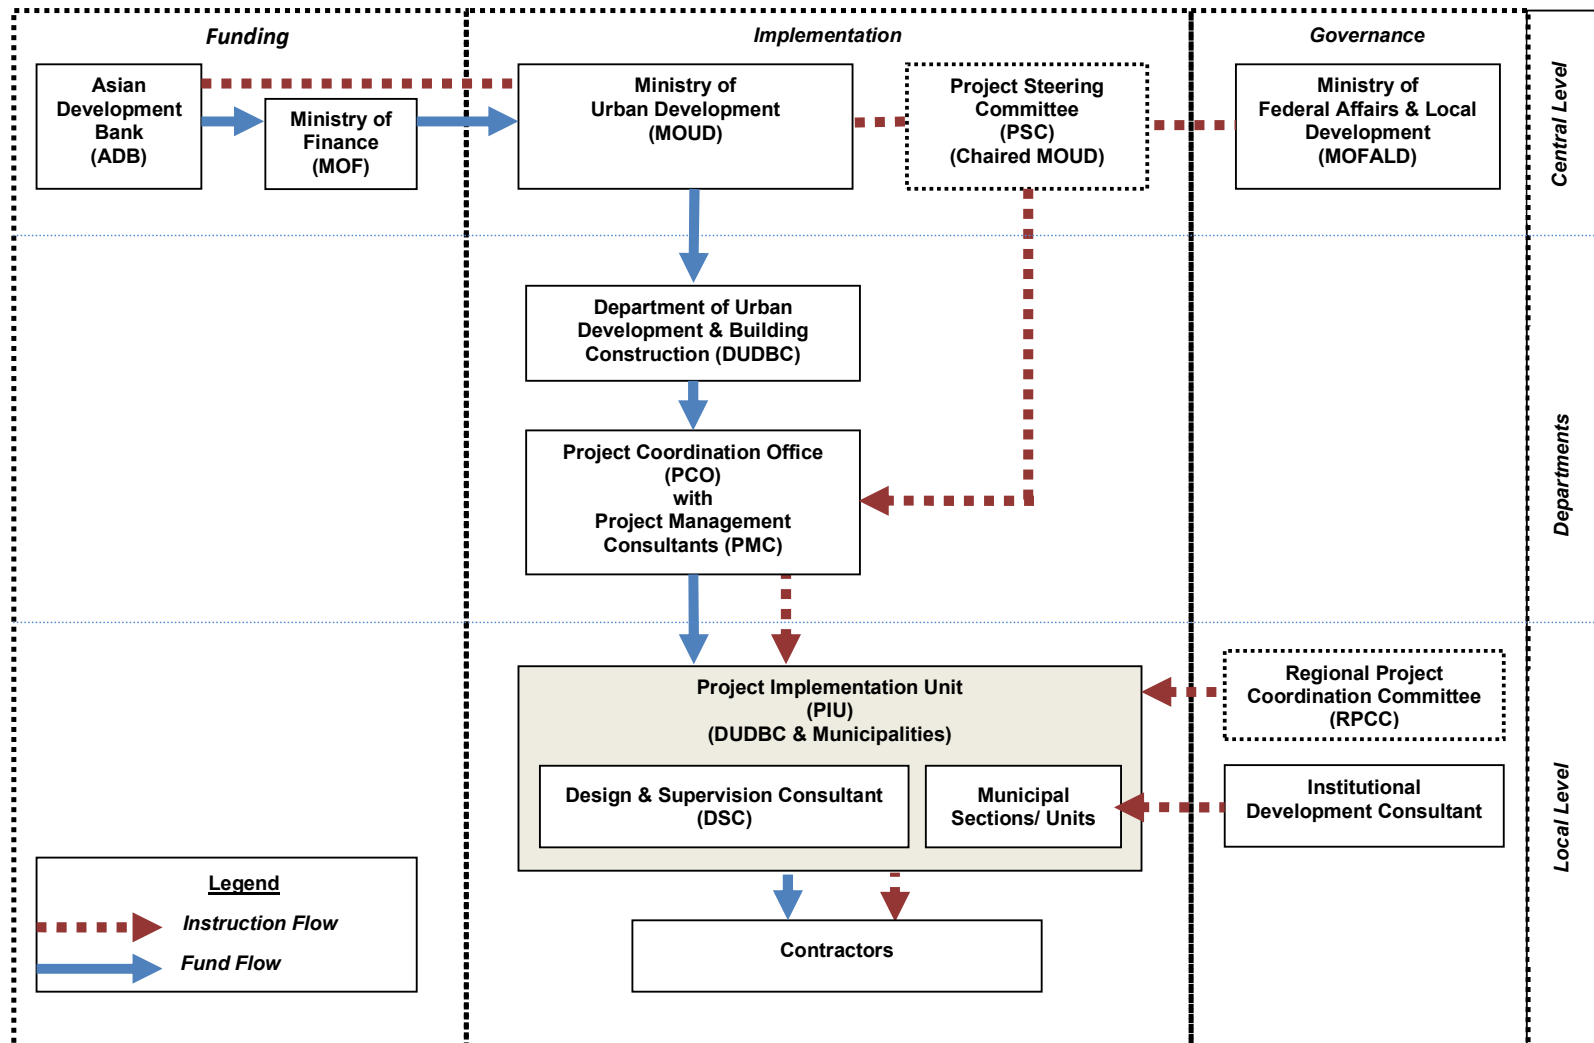 Funding
Implementation
Governance
Asian
Development
Bank
(ADB)
Ministry of
Finance
(MOF)
Ministry of
Urban Development
(MOUD)
Project Steering
Committee
(PSC)
(Chaired MOUD)
Ministry of
Federal Affairs & Local
Development
(MOFALD)
Central Level
Department of Urban
Development & Building
Construction (DUDBC)
Project Coordination Office
(PCO)
with
Project Management
Consultants (PMC)
Departments
Project Implementation Unit
(PIU)
(DUDBC & Municipalities)
Design & Supervision Consultant
(DSC)
Municipal
Sections/ Units
Regional Project
Coordination Committee
(RPCC)
Institutional
Development Consultant
Local Level
Contractors
Legend
Instruction Flow
Fund Flow